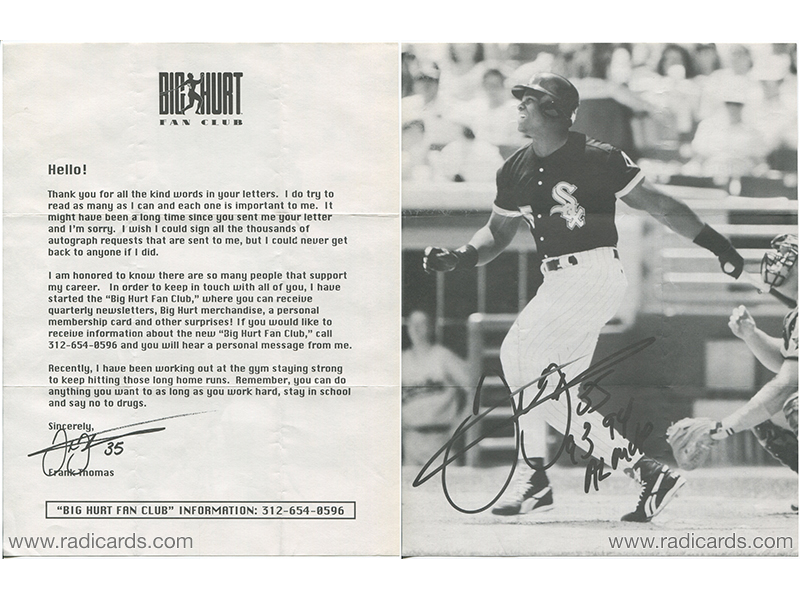 BIG HURT
FAN CLUB
Hello!
Thank you for all the kind words in your letters. I do try to
read as many as I can and each one is important to me. It
might have been a long time since you sent me your letter
and I'm sorry. I wish I could sign all the thousands of
autograph requests that are sent to me, but I could never get
back to anyone if I did.
I am honored to know there are so many people that support
my career. In order to keep in touch with all of you, I have
started the "Big Hurt Fan Club," where you can receive
quarterly newsletters, Big Hurt merchandise, a personal
membership card and other surprises! If you would like to
receive information about the new "Big Hurt Fan Club," call
312-654-0596 and you will hear a personal message from me.
Recently, I have been working out at the gym staying strong
to keep hitting those long home runs. Remember, you can do
anything you want to as long as you work hard, stay in school
and say no to drugs.
Sincerely,
35
Frank Thomas
"BIG HURT FAN CLUB" INFORMATION: 312-654-0596
www.radicards.com
Sox
35
93 94
AL MVP
www.radicards.com